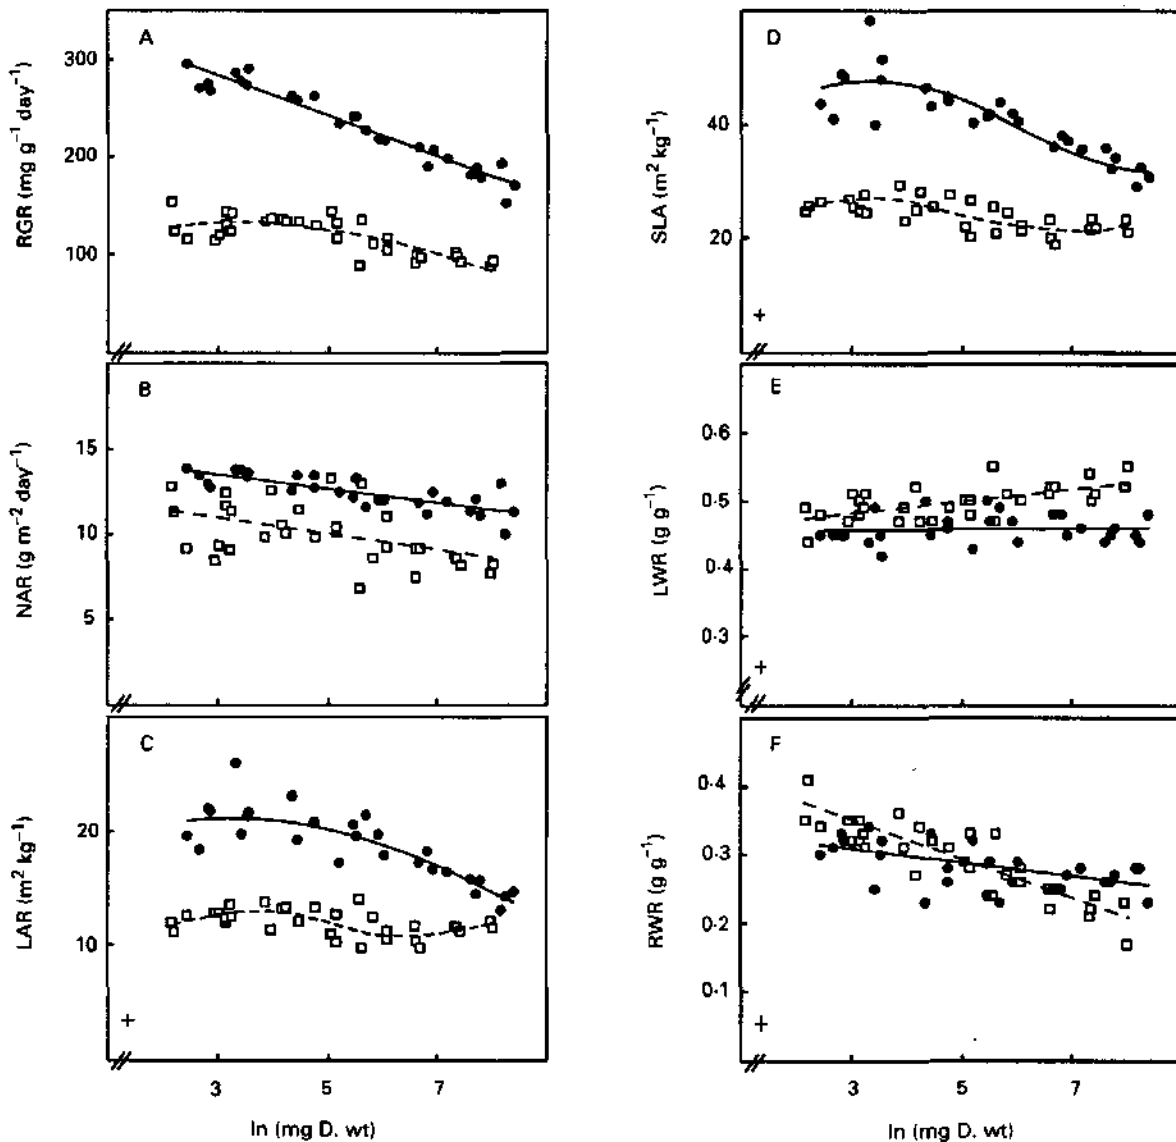 A
300
200
100
RGR (mg g⁻¹ day⁻¹)
B
15
10
5
NAR (g m⁻² day⁻¹)
C
20
10
LAR (m² kg⁻¹)
3 5 7
ln (mg D. wt)
D
40
20
SLA (m² kg⁻¹)
E
0·6
0·5
0·4
0·3
LWR (g g⁻¹)
F
0·4
0·3
0·2
0·1
RWR (g g⁻¹)
3 5 7
ln (mg D. wt)